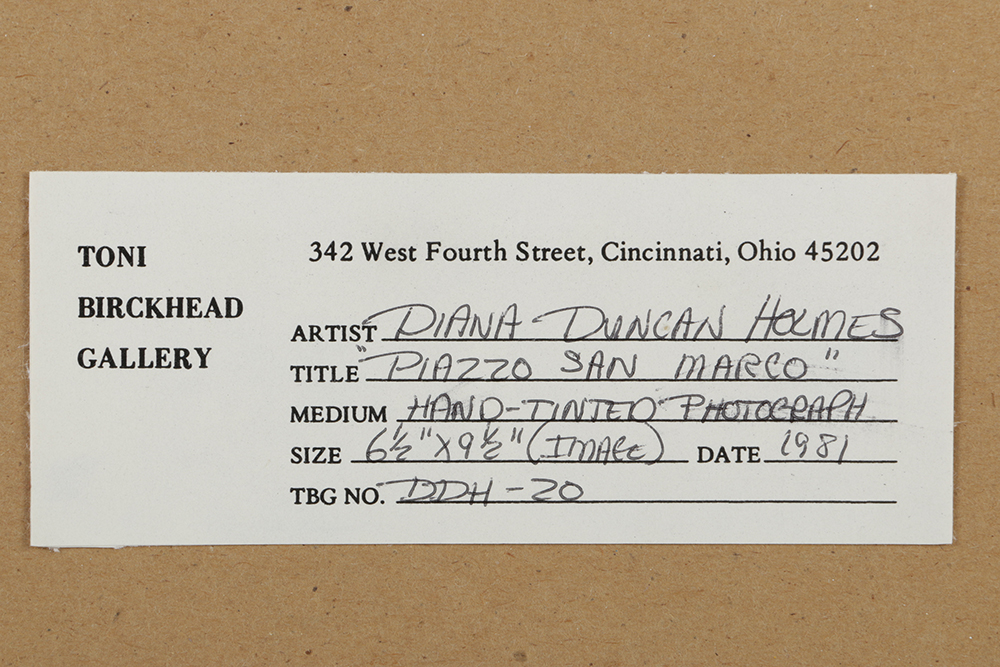 TONI
BIRCKHEAD
GALLERY
342 West Fourth Street, Cincinnati, Ohio 45202
ARTIST DIANA DUNCAN HOLMES
TITLE "PIAZZO SAN MARCO"
MEDIUM HAND-TINTED PHOTOGRAPH
SIZE 6½" X 9½" (IMAGE) DATE 1981
TBG NO. DDH-20